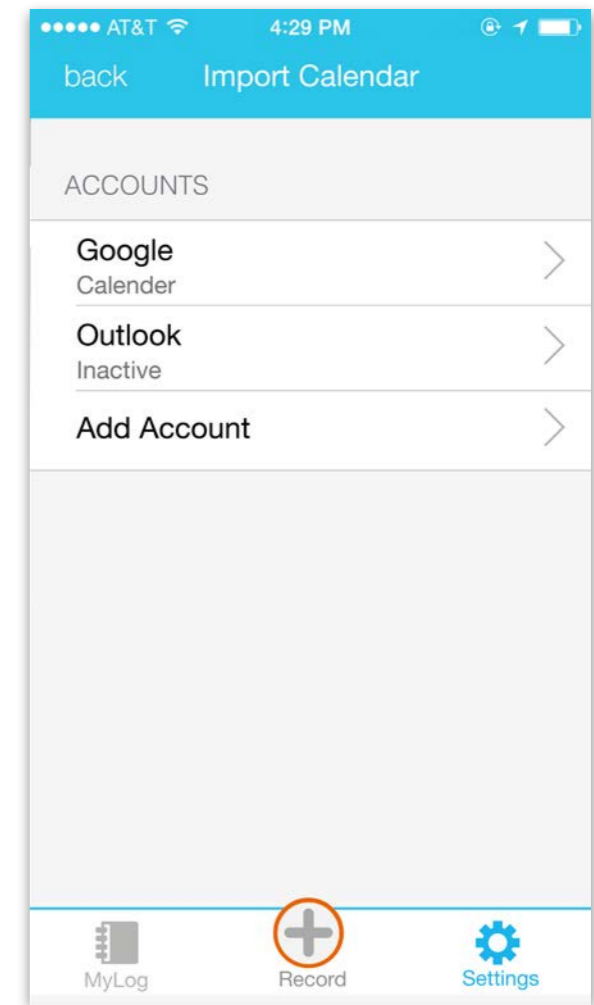 AT&T 4:29 PM
back Import Calendar
ACCOUNTS
Google
Calender
Outlook
Inactive
Add Account
MyLog Record Settings